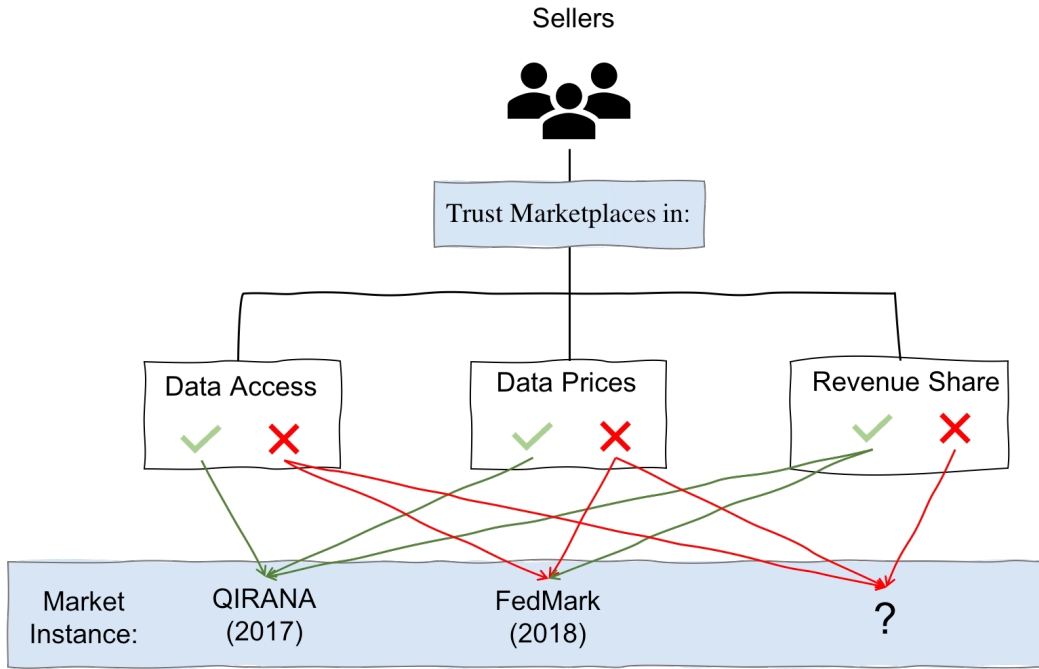 Sellers
Trust Marketplaces in:
Data Access
Data Prices
Revenue Share
Market
Instance:
QIRANA
(2017)
FedMark
(2018)
?